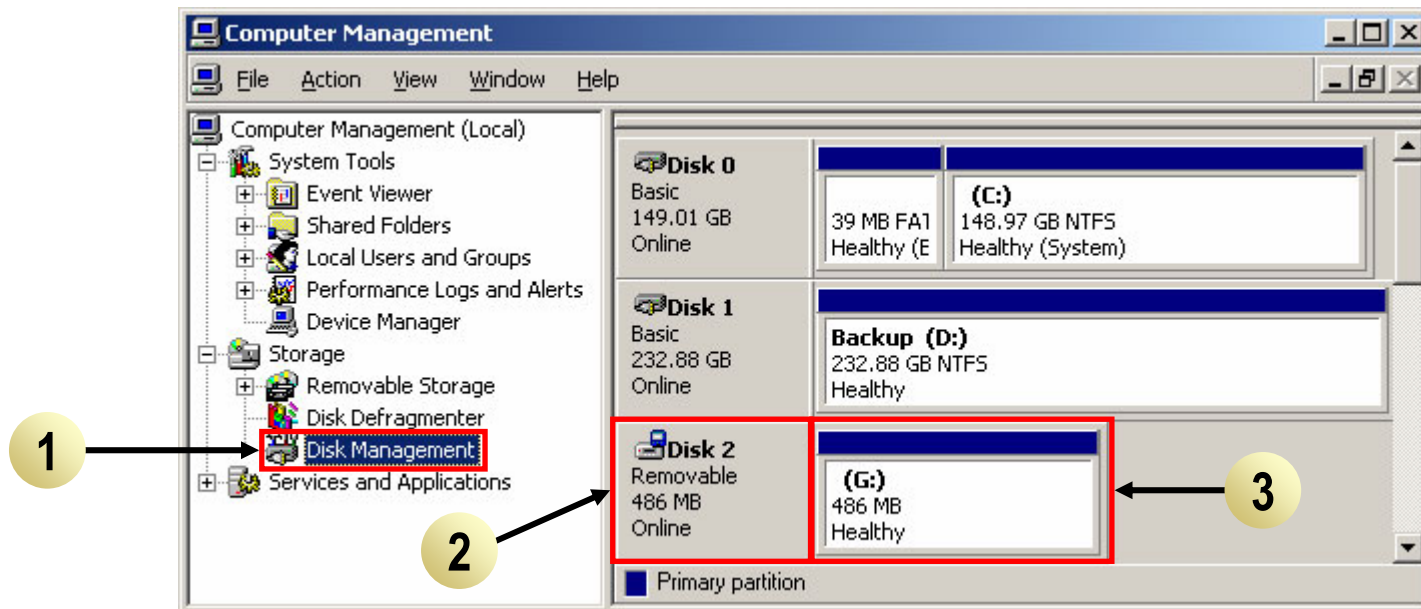 Computer Management
File Action View Window Help
Computer Management (Local)
System Tools
Event Viewer
Shared Folders
Local Users and Groups
Performance Logs and Alerts
Device Manager
Storage
Removable Storage
Disk Defragmenter
Disk Management
Services and Applications
Disk 0
Basic
149.01 GB
Online
39 MB FAT
Healthy (E
(C:)
148.97 GB NTFS
Healthy (System)
Disk 1
Basic
232.88 GB
Online
Backup (D:)
232.88 GB NTFS
Healthy
Disk 2
Removable
486 MB
Online
(G:)
486 MB
Healthy
Primary partition
1
2
3